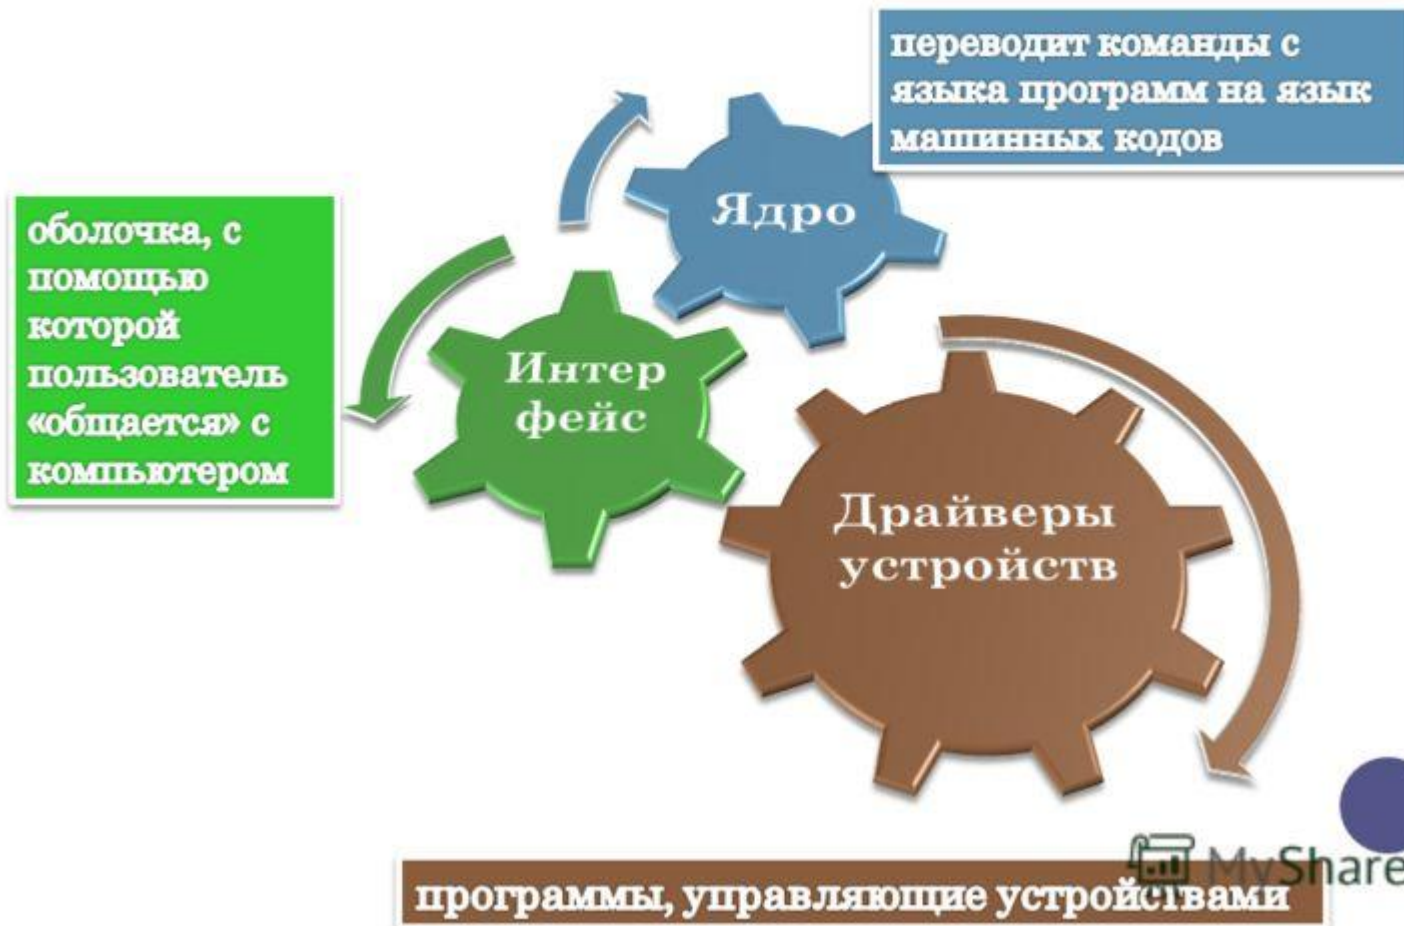 переводит команды с
языка программ на язык
машинных кодов
Ядро
оболочка, с
помощью
которой
пользователь
«общается» с
компьютером
Интер
фейс
Драйверы
устройств
программы, управляющие устройствами
MyShare